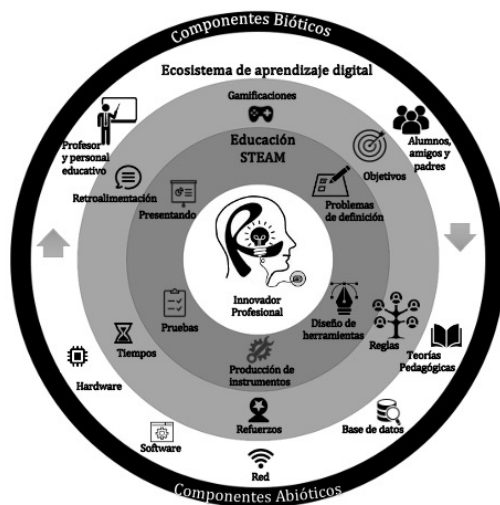 Componentes Bióticos
Ecosistema de aprendizaje digital
Gamificaciones
Profesor
y personal
educativo
Alumnos,
amigos y
padres
Educación
STEAM
Objetivos
Retroalimentación
Presentando
Problemas
de definición
Innovador
Profesional
Pruebas
Diseño de
herramientas
Tiempos
Reglas
Teorías
Pedagógicas
Producción de
instrumentos
Hardware
Refuerzos
Base de datos
Software
Red
Componentes Abióticos